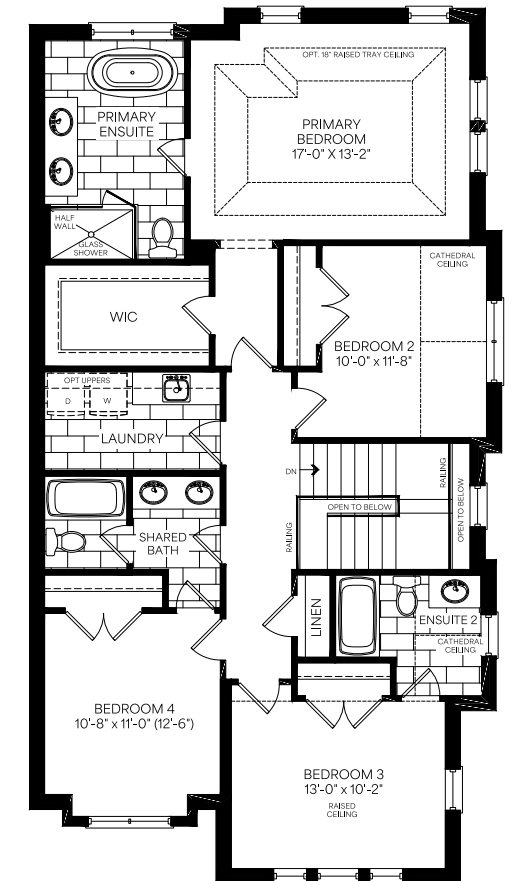 OPT. 18" RAISED TRAY CEILING
PRIMARY
ENSUITE
PRIMARY
BEDROOM
17'-0" X 13'-2"
HALF
WALL
GLASS
SHOWER
CATHEDRAL
CEILING
WIC
BEDROOM 2
10'-0" x 11'-8"
OPT UPPERS
D
W
LAUNDRY
DN
RAILING
OPEN TO BELOW
OPEN TO BELOW
RAILING
SHARED
BATH
LINEN
ENSUITE 2
CATHEDRAL
CEILING
BEDROOM 4
10'-8" x 11'-0" (12'-6")
BEDROOM 3
13'-0" x 10'-2"
RAISED
CEILING